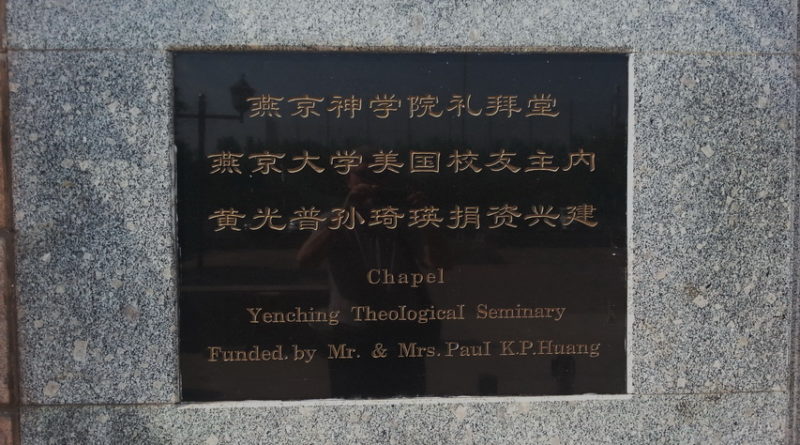 燕京神学院礼拜堂
燕京大学美国校友主内
黄光普孙琦瑛捐资兴建
Chapel
Yenching Theological Seminary
Funded. by Mr. & Mrs. Paul K.P.Huang